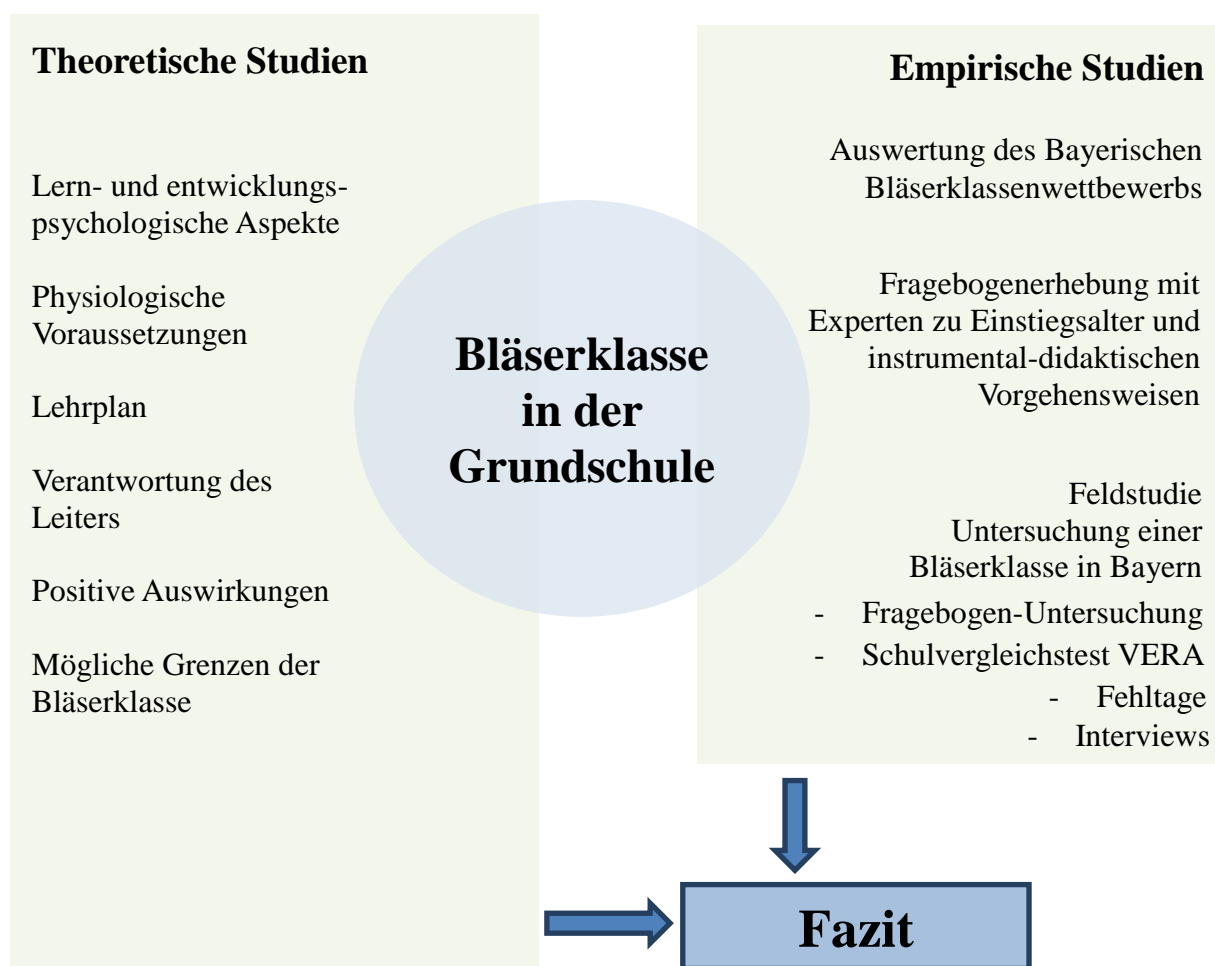 Theoretische Studien
Lern- und entwicklungs-
psychologische Aspekte
Physiologische
Voraussetzungen
Lehrplan
Verantwortung des
Leiters
Positive Auswirkungen
Mögliche Grenzen der
Bläserklasse
Bläserklasse
in der
Grundschule
Empirische Studien
Auswertung des Bayerischen
Bläserklassenwettbewerbs
Fragebogenerhebung mit
Experten zu Einstiegsalter und
instrumental-didaktischen
Vorgehensweisen
Feldstudie
Untersuchung einer
Bläserklasse in Bayern
- Fragebogen-Untersuchung
- Schulvergleichstest VERA
- Fehltage
- Interviews
Fazit